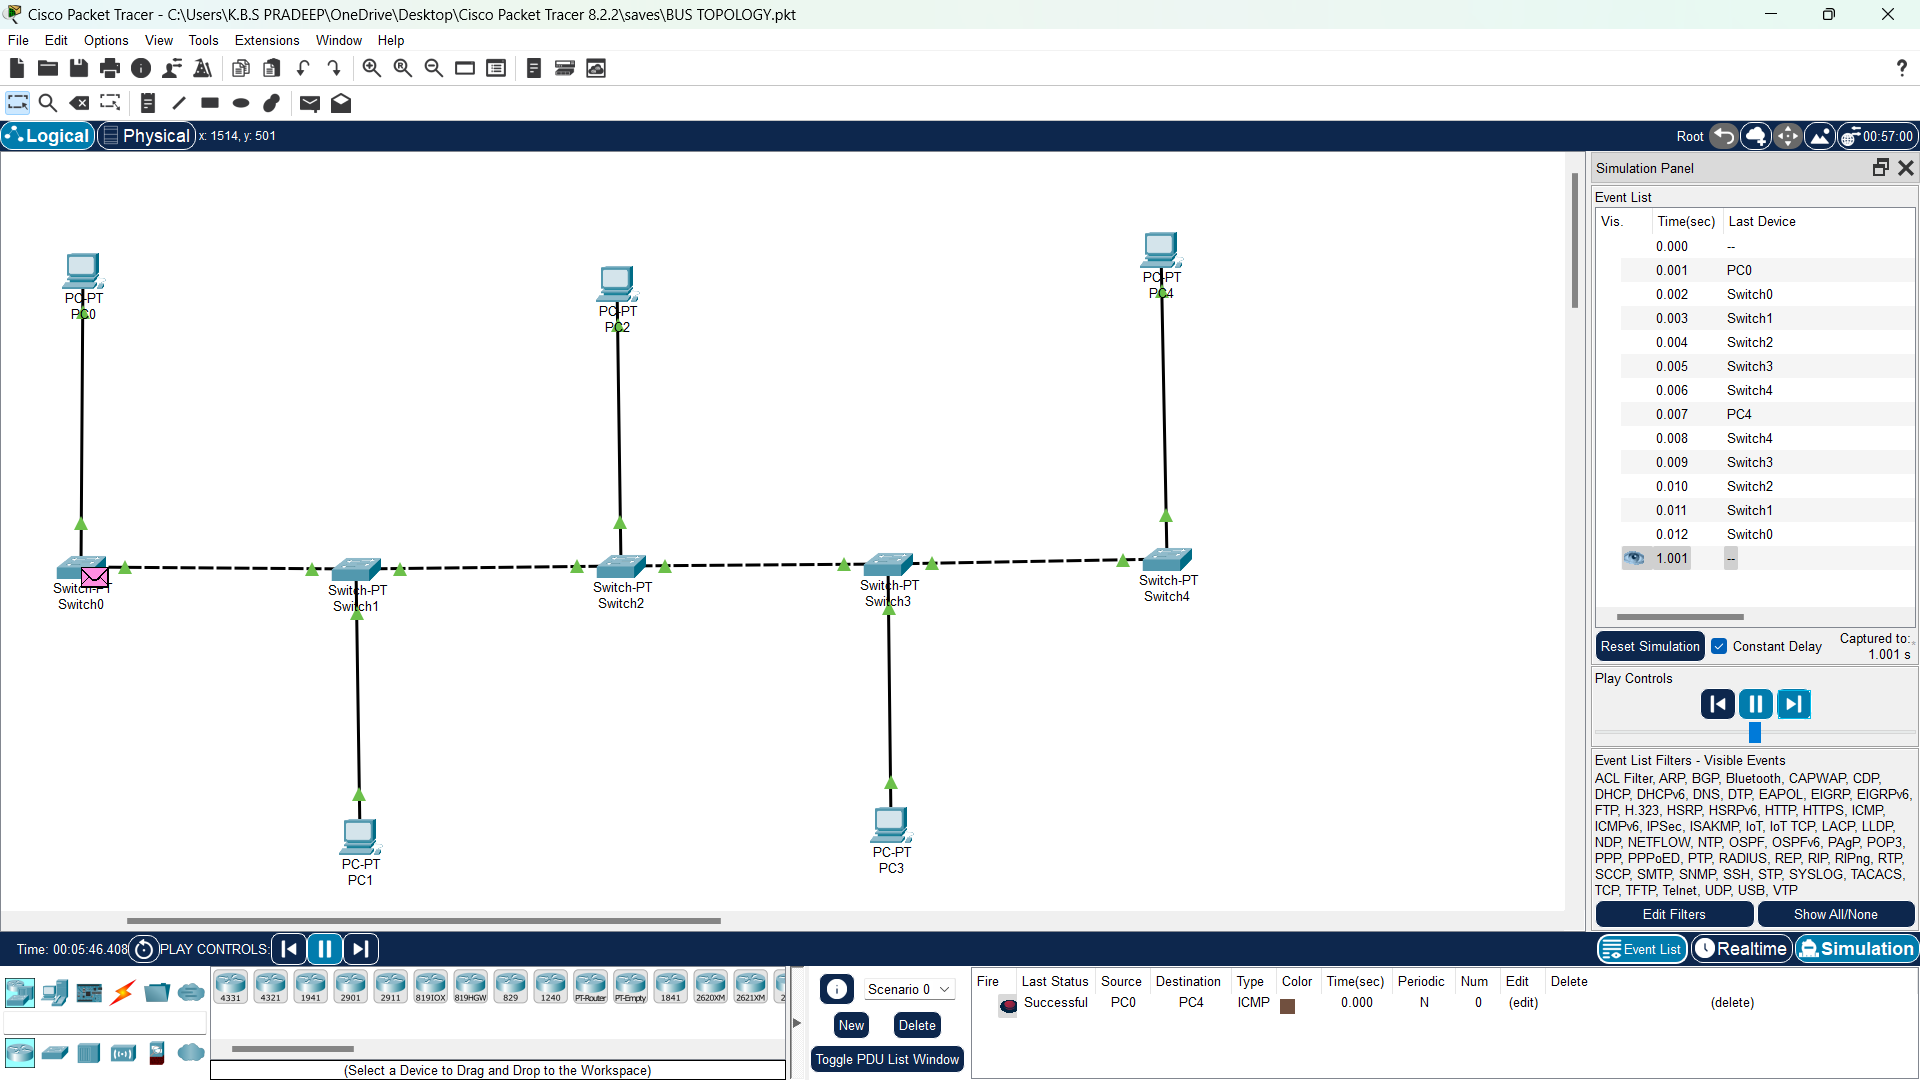 Cisco Packet Tracer - C:\Users\K.B.S PRADEEP\OneDrive\Desktop\Cisco Packet Tracer 8.2.2\saves\BUS TOPOLOGY.pkt
File Edit Options View Tools Extensions Window Help
Logical Physical x: 1514, y: 501
Root 00:57:00
PC-PT
PC0
PC-PT
PC2
PC-PT
PC4
Switch-PT
Switch0
Switch-PT
Switch1
Switch-PT
Switch2
Switch-PT
Switch3
Switch-PT
Switch4
PC-PT
PC1
PC-PT
PC3
Simulation Panel
Event List
Vis. Time(sec) Last Device
0.000 --
0.001 PC0
0.002 Switch0
0.003 Switch1
0.004 Switch2
0.005 Switch3
0.006 Switch4
0.007 PC4
0.008 Switch4
0.009 Switch3
0.010 Switch2
0.011 Switch1
0.012 Switch0
1.001 --
Reset Simulation Constant Delay Captured to:
1.001 s
Play Controls
Event List Filters - Visible Events
ACL Filter, ARP, BGP, Bluetooth, CAPWAP, CDP,
DHCP, DHCPv6, DNS, DTP, EAPOL, EIGRP, EIGRPv6,
FTP, H.323, HSRP, HSRPv6, HTTP, HTTPS, ICMP,
ICMPv6, IPSec, ISAKMP, IoT, IoT TCP, LACP, LLDP,
NDP, NETFLOW, NTP, OSPF, OSPFv6, PAgP, POP3,
PPP, PPPoED, PTP, RADIUS, REP, RIP, RIPng, RTP,
SCCP, SMTP, SNMP, SSH, STP, SYSLOG, TACACS,
TCP, TFTP, Telnet, UDP, USB, VTP
Edit Filters Show All/None
Time: 00:05:46.408 PLAY CONTROLS:
Event List Realtime Simulation
4331 4321 1941 2901 2911 819IOX 819HGW 829 1240 PT-Router PT-Empty 1841 2620XM 2621XM 2
(Select a Device to Drag and Drop to the Workspace)
Scenario 0
New Delete
Toggle PDU List Window
Fire Last Status Source Destination Type Color Time(sec) Periodic Num Edit Delete
Successful PC0 PC4 ICMP 0.000 N 0 (edit) (delete)